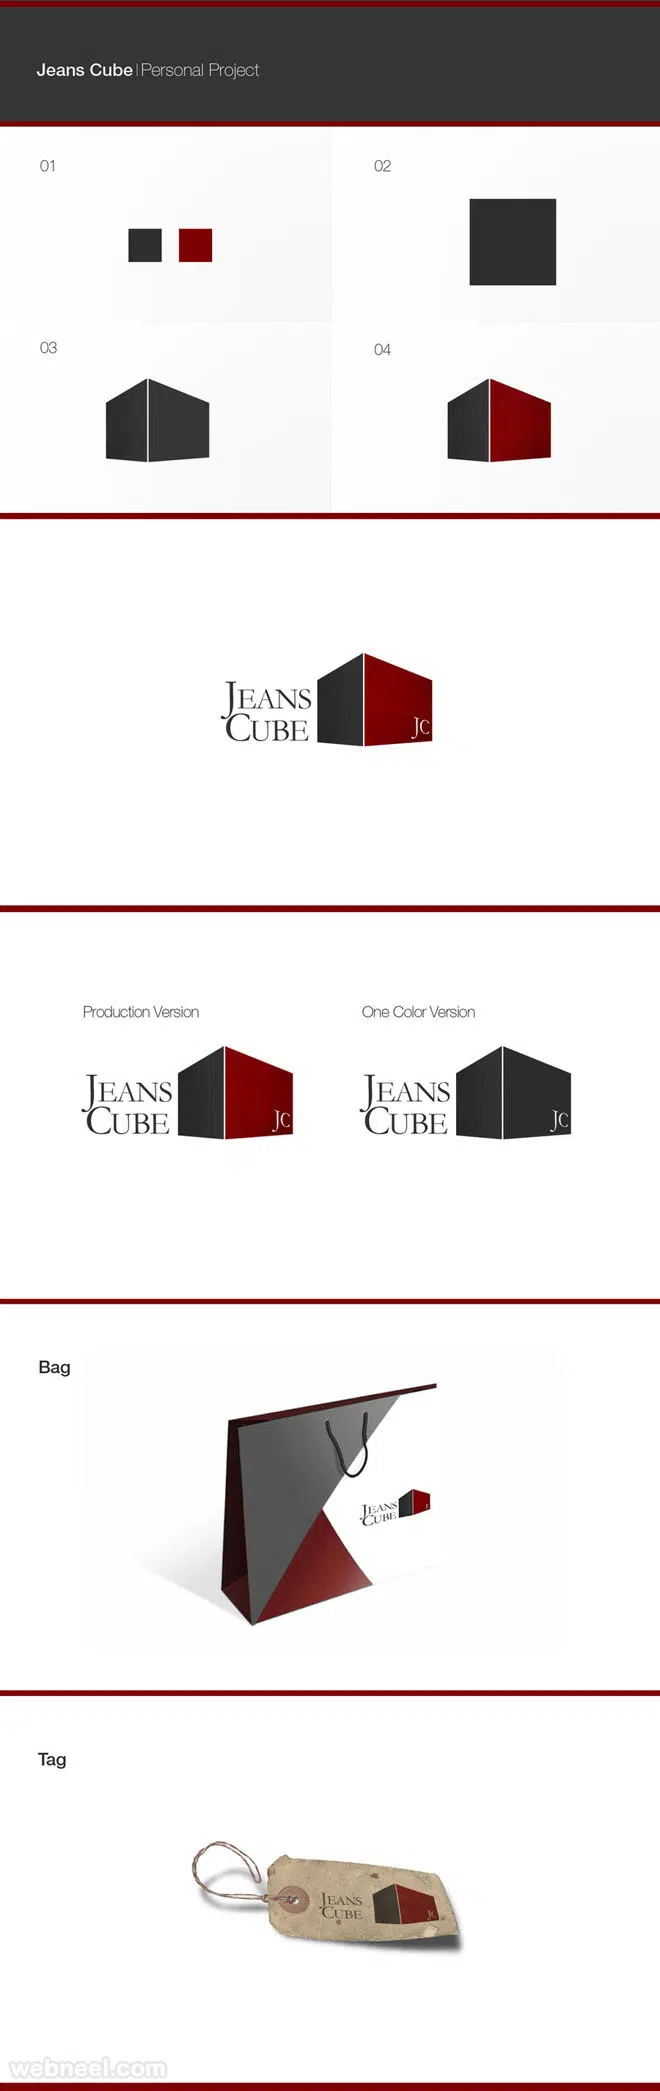 Jeans Cube | Personal Project
01
02
03
04
JEANS
CUBE
JC
Production Version
One Color Version
JEANS
CUBE
JC
JEANS
CUBE
JC
Bag
JEANS
CUBE
Tag
JEANS
CUBE
JC
webneel.com